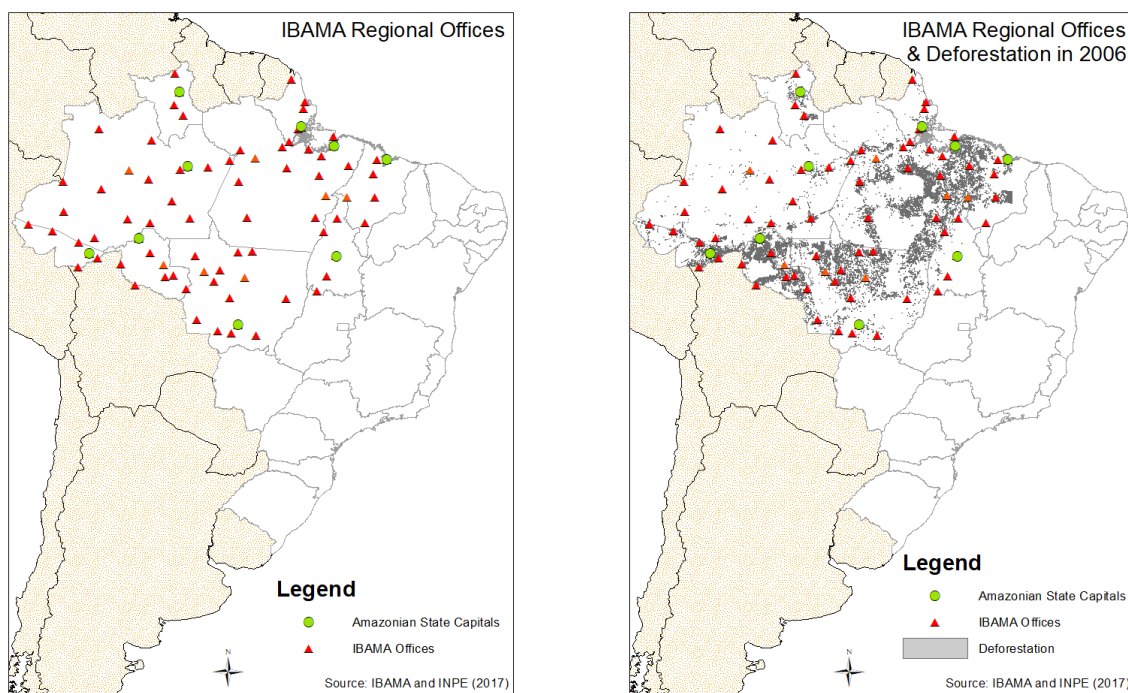 IBAMA Regional Offices
N
Legend
Amazonian State Capitals
IBAMA Offices
Source: IBAMA and INPE (2017)
IBAMA Regional Offices
& Deforestation in 2006
N
Legend
Amazonian State Capitals
IBAMA Offices
Deforestation
Source: IBAMA and INPE (2017)